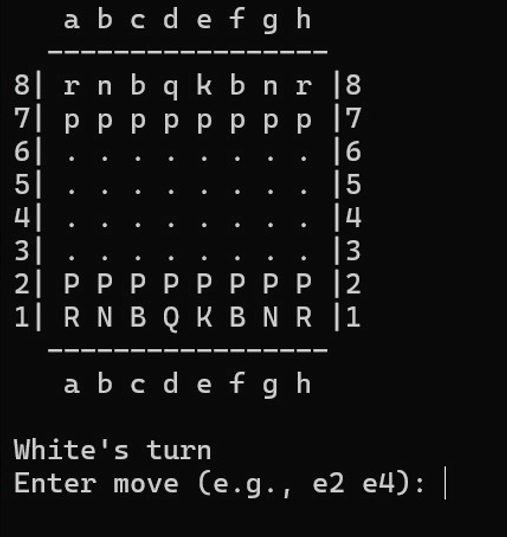 a b c d e f g h
-----------------
8| r n b q k b n r |8
7| p p p p p p p p |7
6| . . . . . . . . |6
5| . . . . . . . . |5
4| . . . . . . . . |4
3| . . . . . . . . |3
2| P P P P P P P P |2
1| R N B Q K B N R |1
-----------------
a b c d e f g h
White's turn
Enter move (e.g., e2 e4):